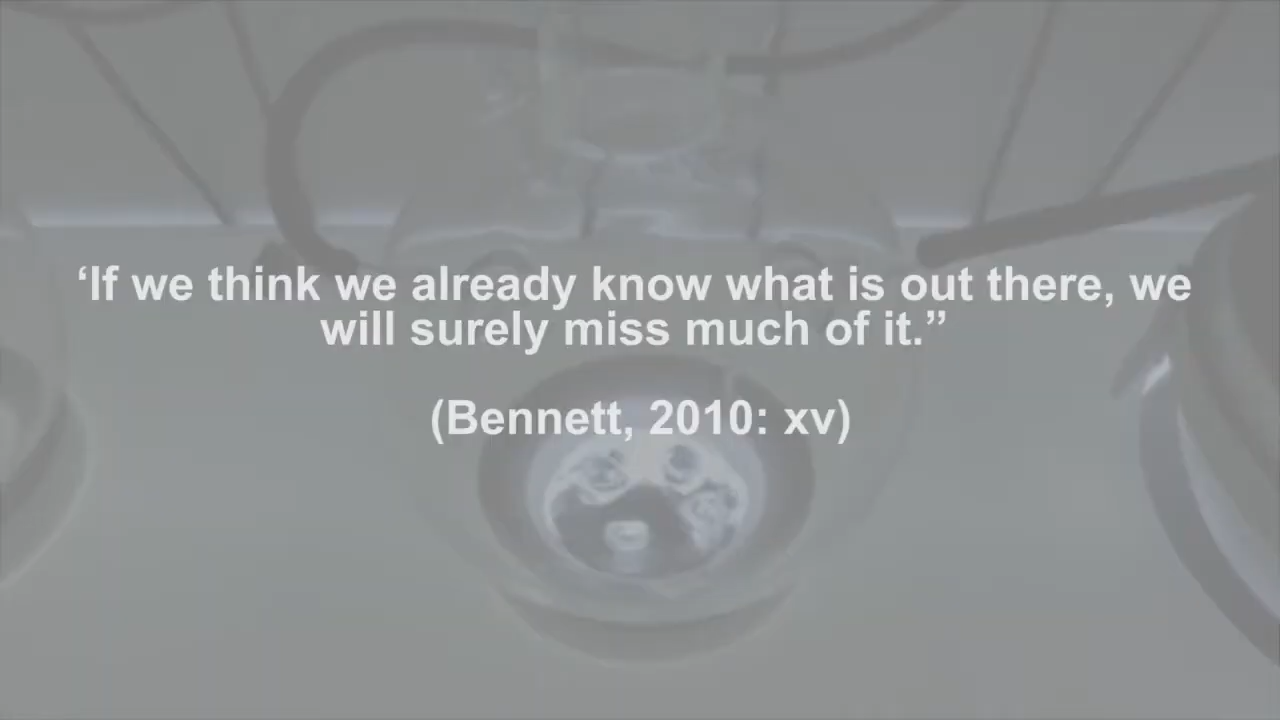 ‘If we think we already know what is out there, we
will surely miss much of it.”
(Bennett, 2010: xv)